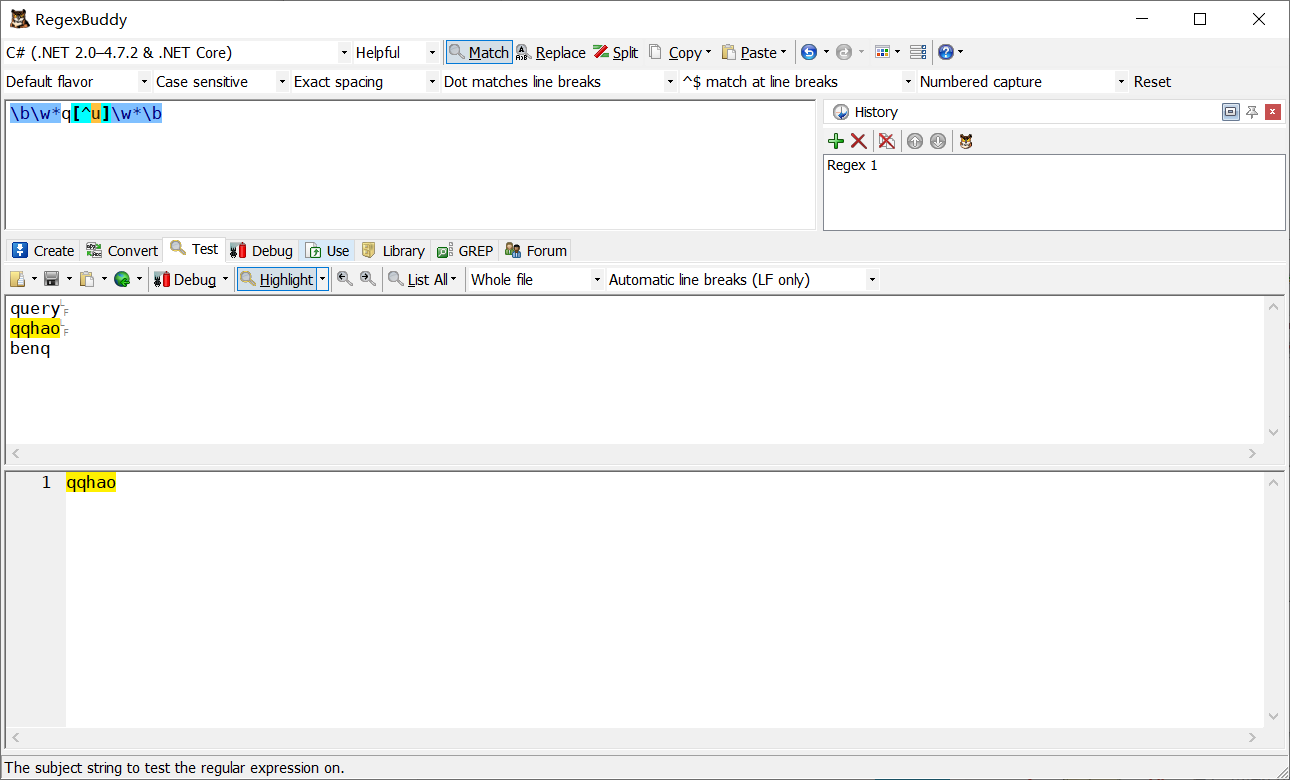 RegexBuddy
C# (.NET 2.0–4.7.2 & .NET Core) Helpful Match Replace Split Copy Paste
Default flavor Case sensitive Exact spacing Dot matches line breaks ^$ match at line breaks Numbered capture Reset
\b\w*q[^u]\w*\b
History
Regex 1
Create Convert Test Debug Use Library GREP Forum
Debug Highlight List All Whole file Automatic line breaks (LF only)
query LF
qqhao LF
benq
1 qqhao
The subject string to test the regular expression on.